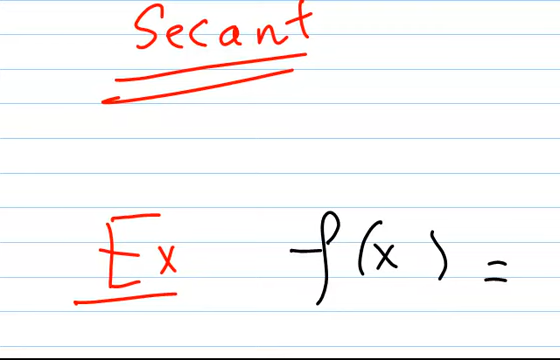 Secant
Ex f(x) =